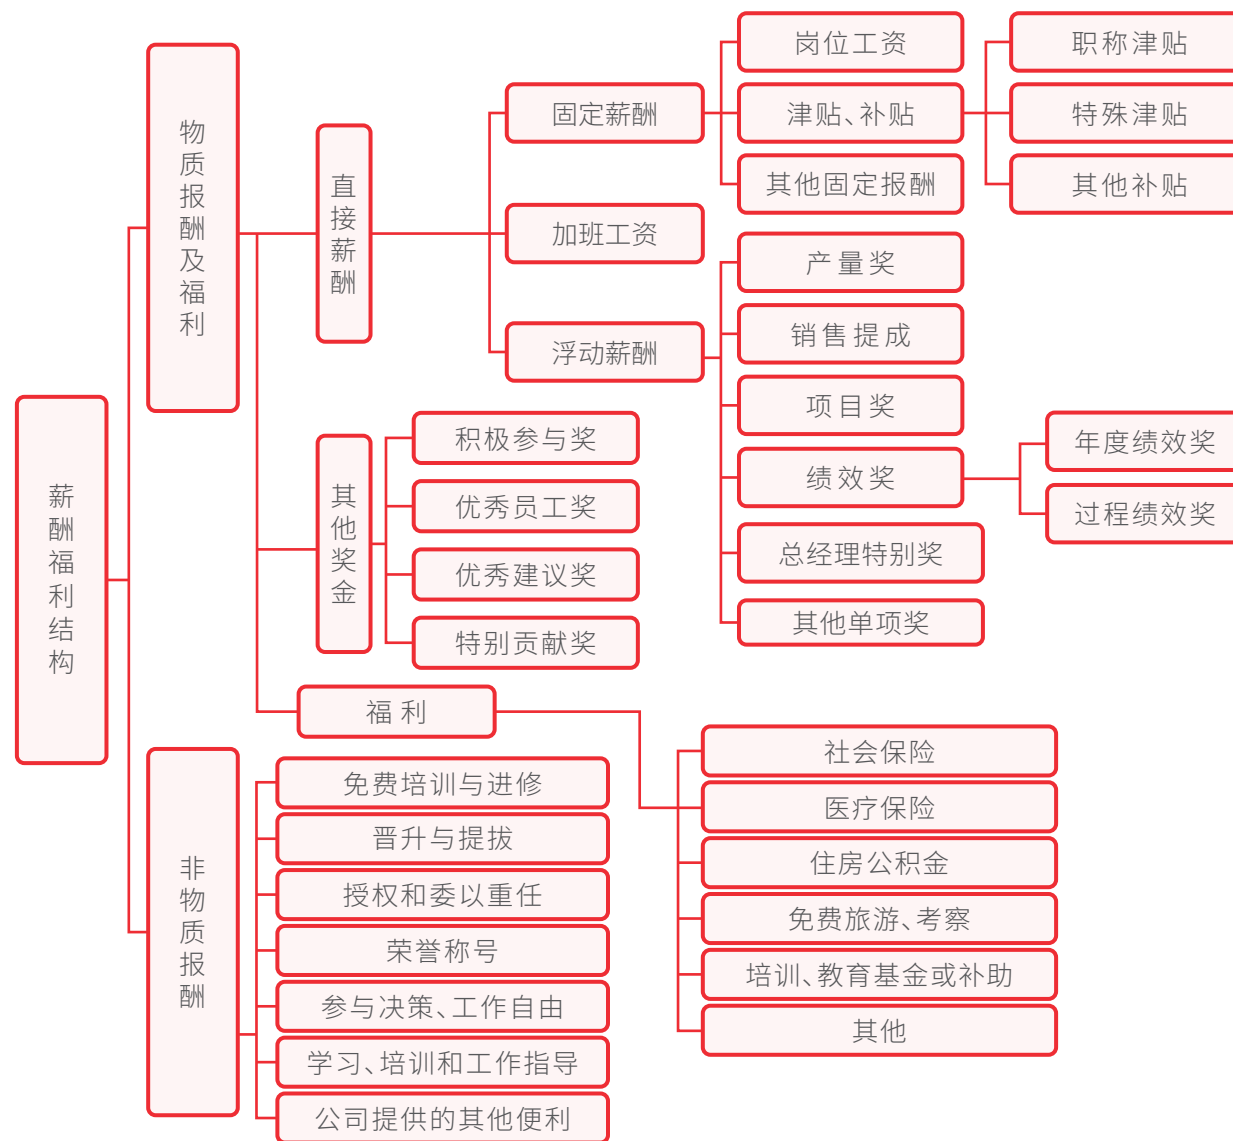 薪酬福利结构
物质报酬及福利
直接薪酬
固定薪酬
岗位工资
津贴、补贴
职称津贴
特殊津贴
其他补贴
其他固定报酬
加班工资
浮动薪酬
产量奖
销售提成
项目奖
绩效奖
年度绩效奖
过程绩效奖
总经理特别奖
其他单项奖
其他奖金
积极参与奖
优秀员工奖
优秀建议奖
特别贡献奖
福利
社会保险
医疗保险
住房公积金
免费旅游、考察
培训、教育基金或补助
其他
非物质报酬
免费培训与进修
晋升与提拔
授权和委以重任
荣誉称号
参与决策、工作自由
学习、培训和工作指导
公司提供的其他便利